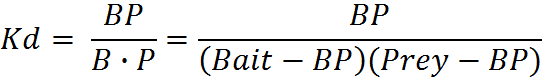 Kd = BP / B · P = BP / (Bait − BP)(Prey − BP)